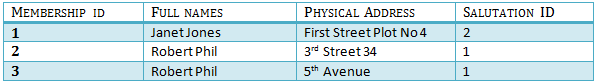 MEMBERSHIP ID FULL NAMES PHYSICAL ADDRESS SALUTATION ID
1 Janet Jones First Street Plot No 4 2
2 Robert Phil 3rd Street 34 1
3 Robert Phil 5th Avenue 1